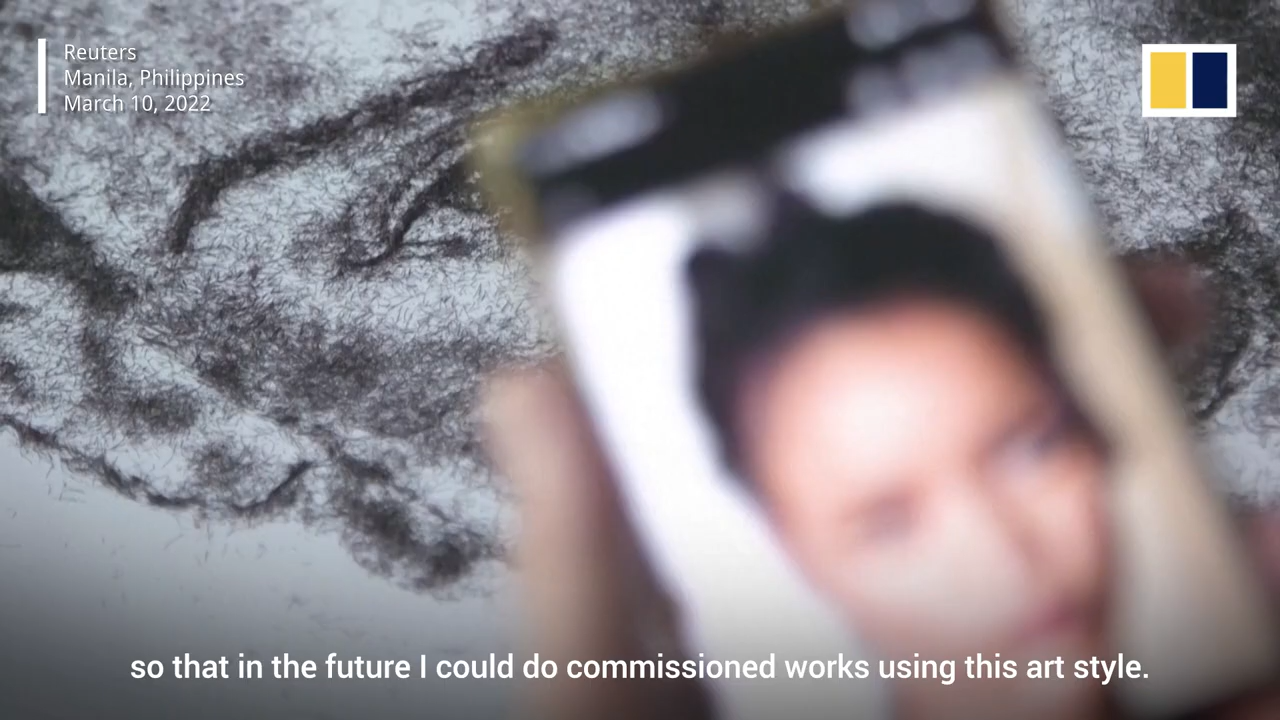 Reuters
Manila, Philippines
March 10, 2022
so that in the future I could do commissioned works using this art style.